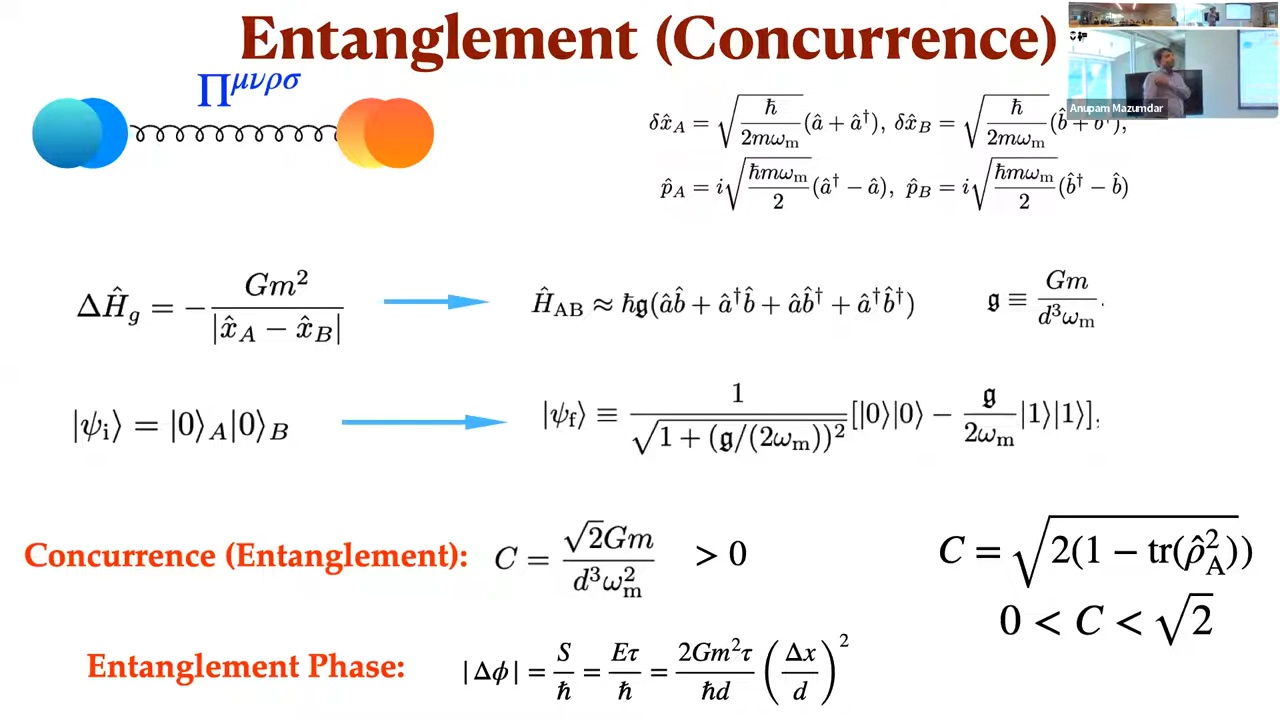 Entanglement (Concurrence)
Anupam Mazumdar
Π^{μνρσ}
δx̂_A = √(ℏ/(2mω_m)) (â + â†), δx̂_B = √(ℏ/(2mω_m)) (b̂ + b̂†),
p̂_A = i√(ℏmω_m/2) (â† − â), p̂_B = i√(ℏmω_m/2) (b̂† − b̂)
ΔĤ_g = − Gm²/|x̂_A − x̂_B|
Ĥ_AB ≈ ℏ𝔤(âb̂ + â†b̂ + âb̂† + â†b̂†)
𝔤 ≡ Gm/(d³ω_m).
|ψ_i⟩ = |0⟩_A|0⟩_B
|ψ_f⟩ ≡ 1/√(1 + (𝔤/(2ω_m))²) [|0⟩|0⟩ − 𝔤/(2ω_m) |1⟩|1⟩],
Concurrence (Entanglement): C = √2Gm/(d³ω_m²) > 0
C = √(2(1 − tr(ρ̂_A²))
0 < C < √2
Entanglement Phase: |Δϕ| = S/ℏ = Eτ/ℏ = 2Gm²τ/(ℏd) (Δx/d)²